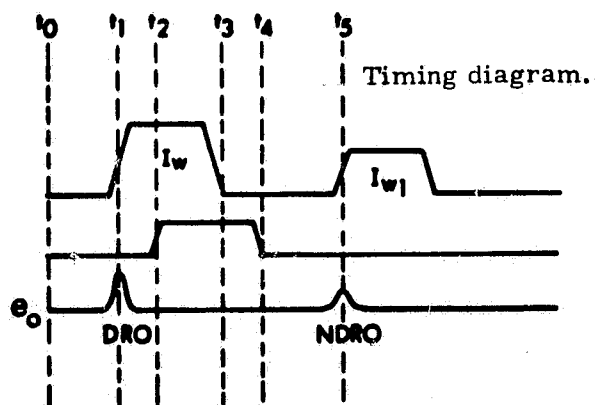 t0 t1 t2 t3 t4 t5
Timing diagram.
Iw
Iw1
eo
DRO NDRO